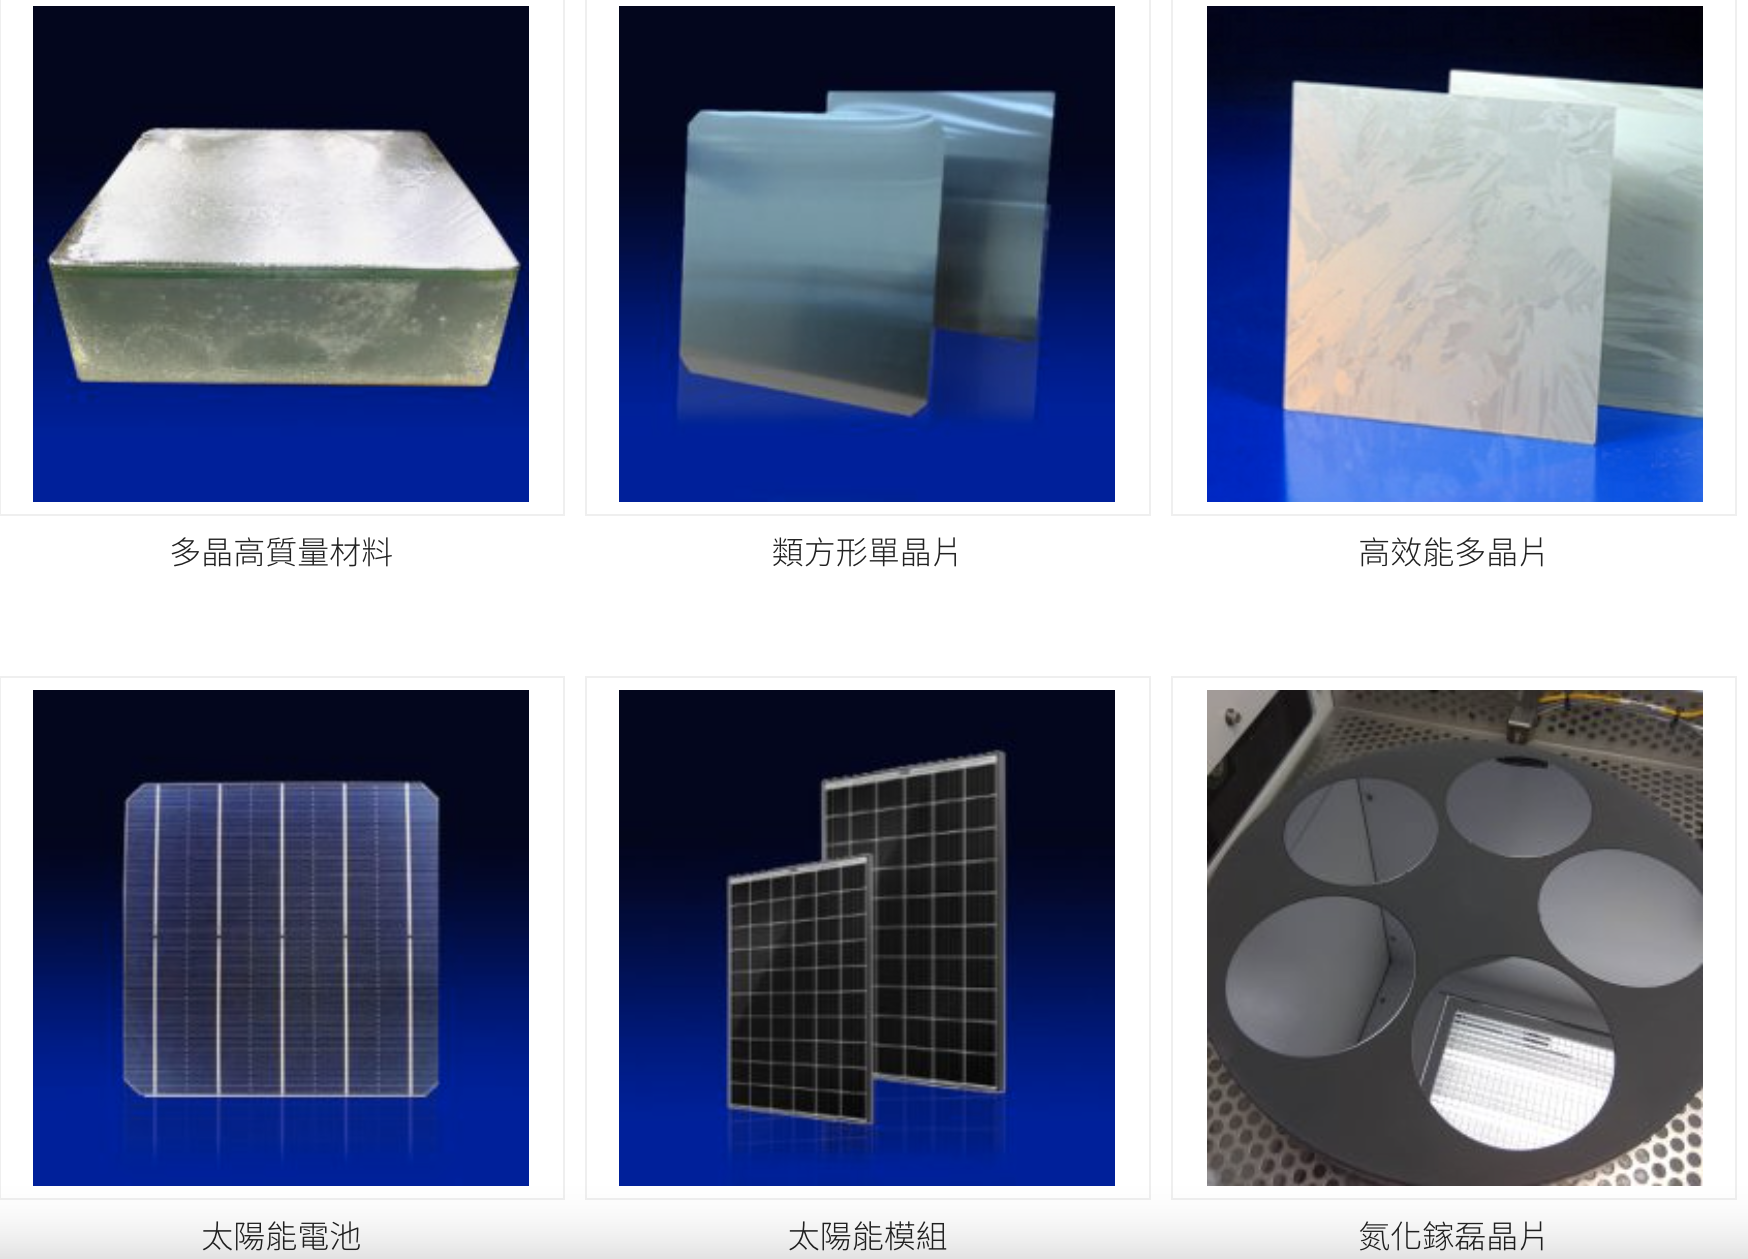 多晶高質量材料
類方形單晶片
高效能多晶片
太陽能電池
太陽能模組
氮化鎵磊晶片